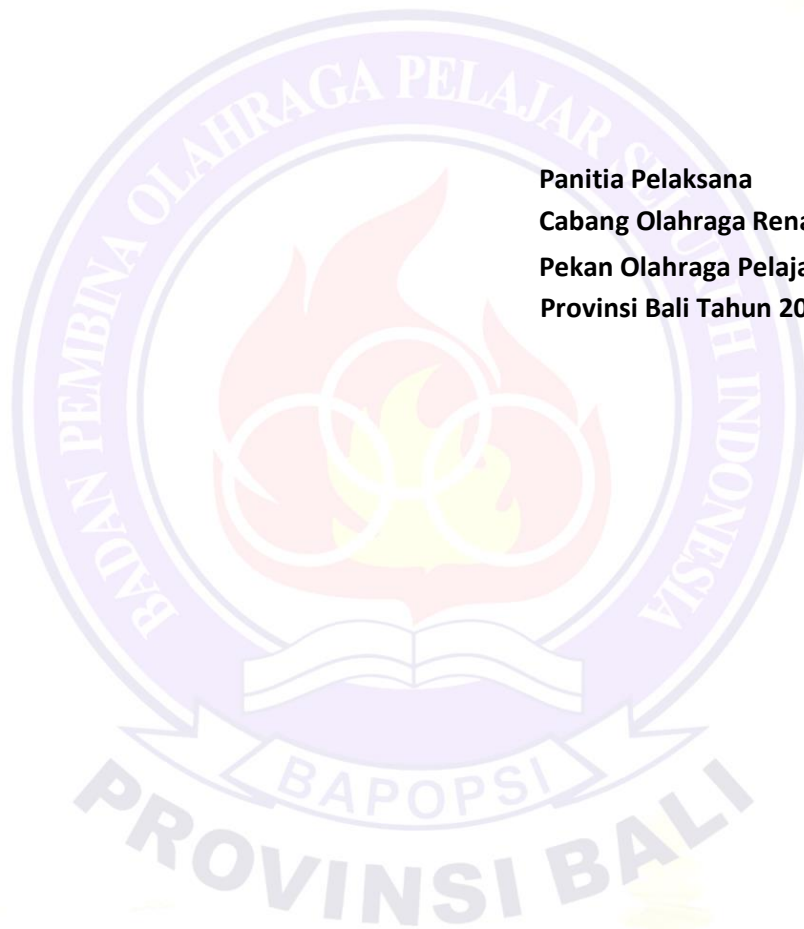 BADAN PEMBINA OLAHRAGA PELAJAR SELURUH INDONESIA
Panitia Pelaksana
Cabang Olahraga
Pekan Olahraga
Provinsi Bali Tahun
BAPOPSI
PROVINSI BALI